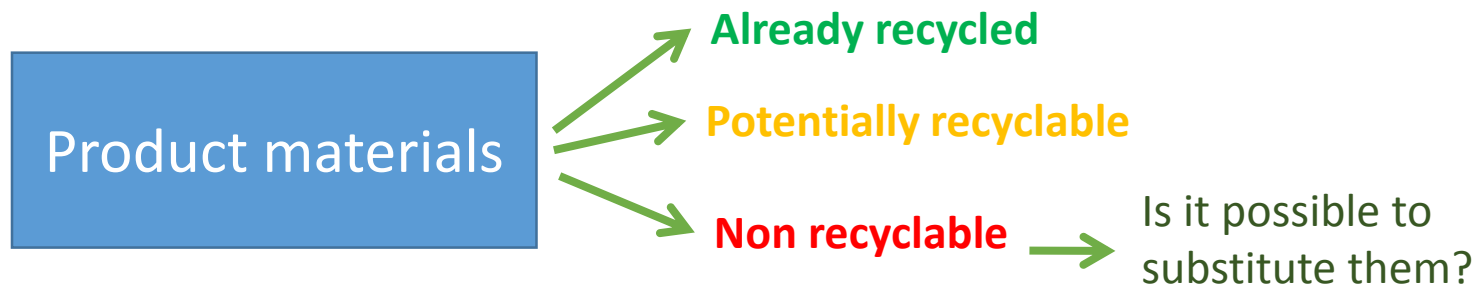 Product materials
Already recycled
Potentially recyclable
Non recyclable
Is it possible to
substitute them?